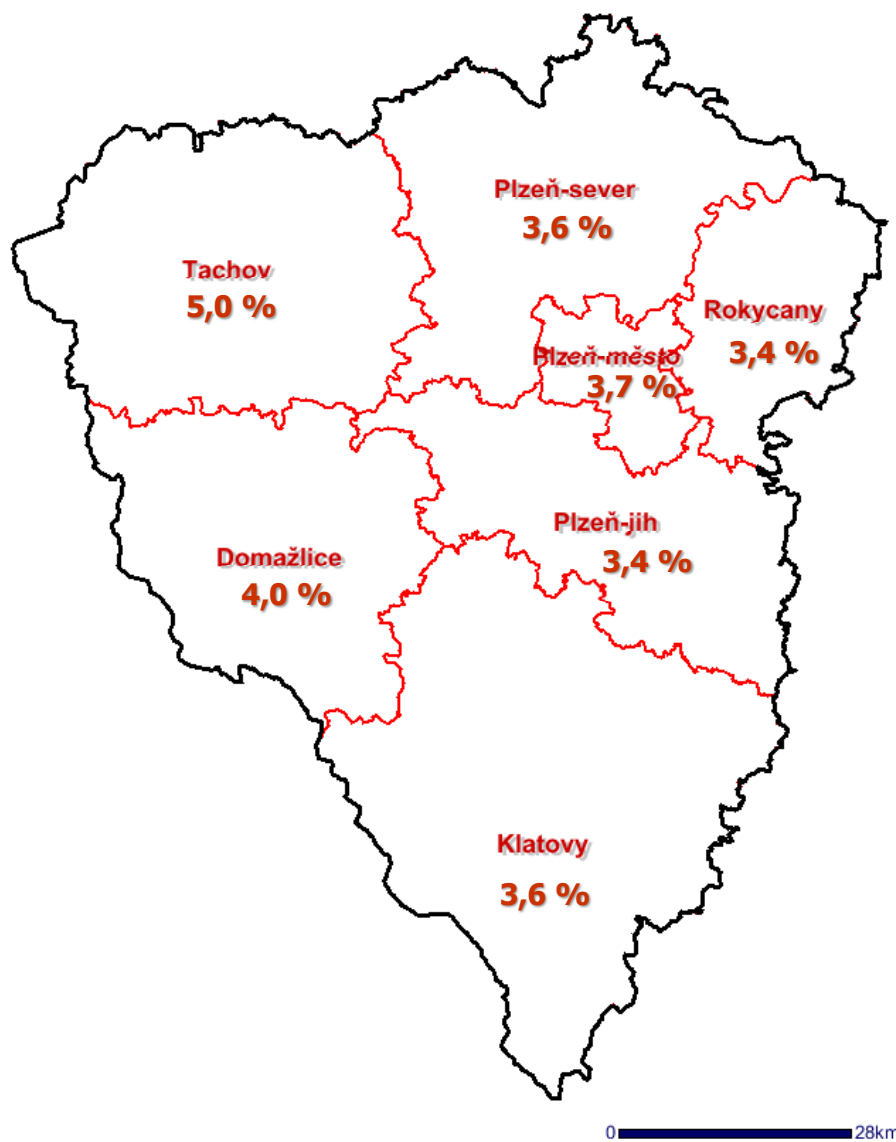 Plzeň-sever
3,6 %
Tachov
5,0 %
Rokycany
3,4 %
Plzeň-město
3,7 %
Plzeň-jih
3,4 %
Domažlice
4,0 %
Klatovy
3,6 %
0 28km